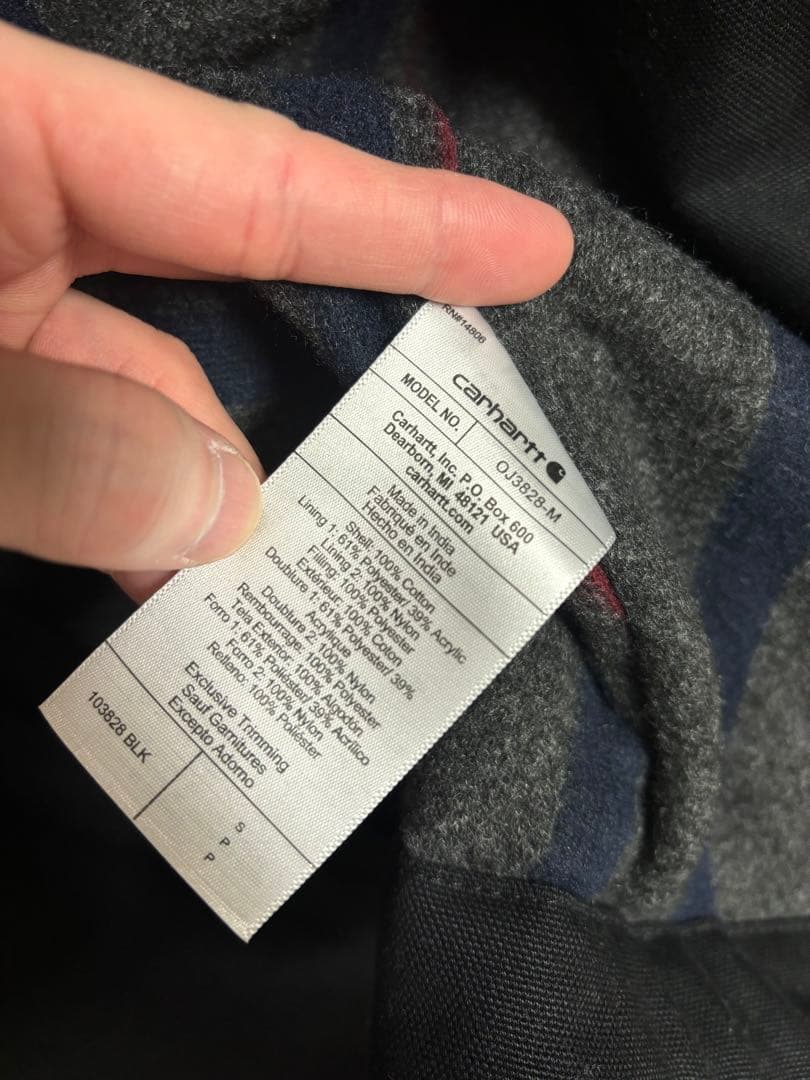 RN#14806
carhartt
MODEL NO. OJ3828-M
Carhartt, Inc. P.O. Box 600
Dearborn, MI 48121 USA
carhartt.com
Made in India
Fabriqué en Inde
Hecho en India
Shell: 100% Cotton
Lining 1: 61% Polyester/ 39% Acrylic
Lining 2: 100% Nylon
Filling: 100% Polyester
Extérieur: 100% Coton
Doublure 1: 61% Polyester/ 39%
Acrylique
Doublure 2: 100% Nylon
Rembourrage: 100% Polyester
Tela Exterior: 100% Algodon
Forro 1: 61% Poliéster/ 39% Acrilico
Forro 2: 100% Nylon
Relleno: 100% Poliéster
Exclusive Trimming
Sauf Garnitures
Excepto Adorno
103828 BLK
S
P
P